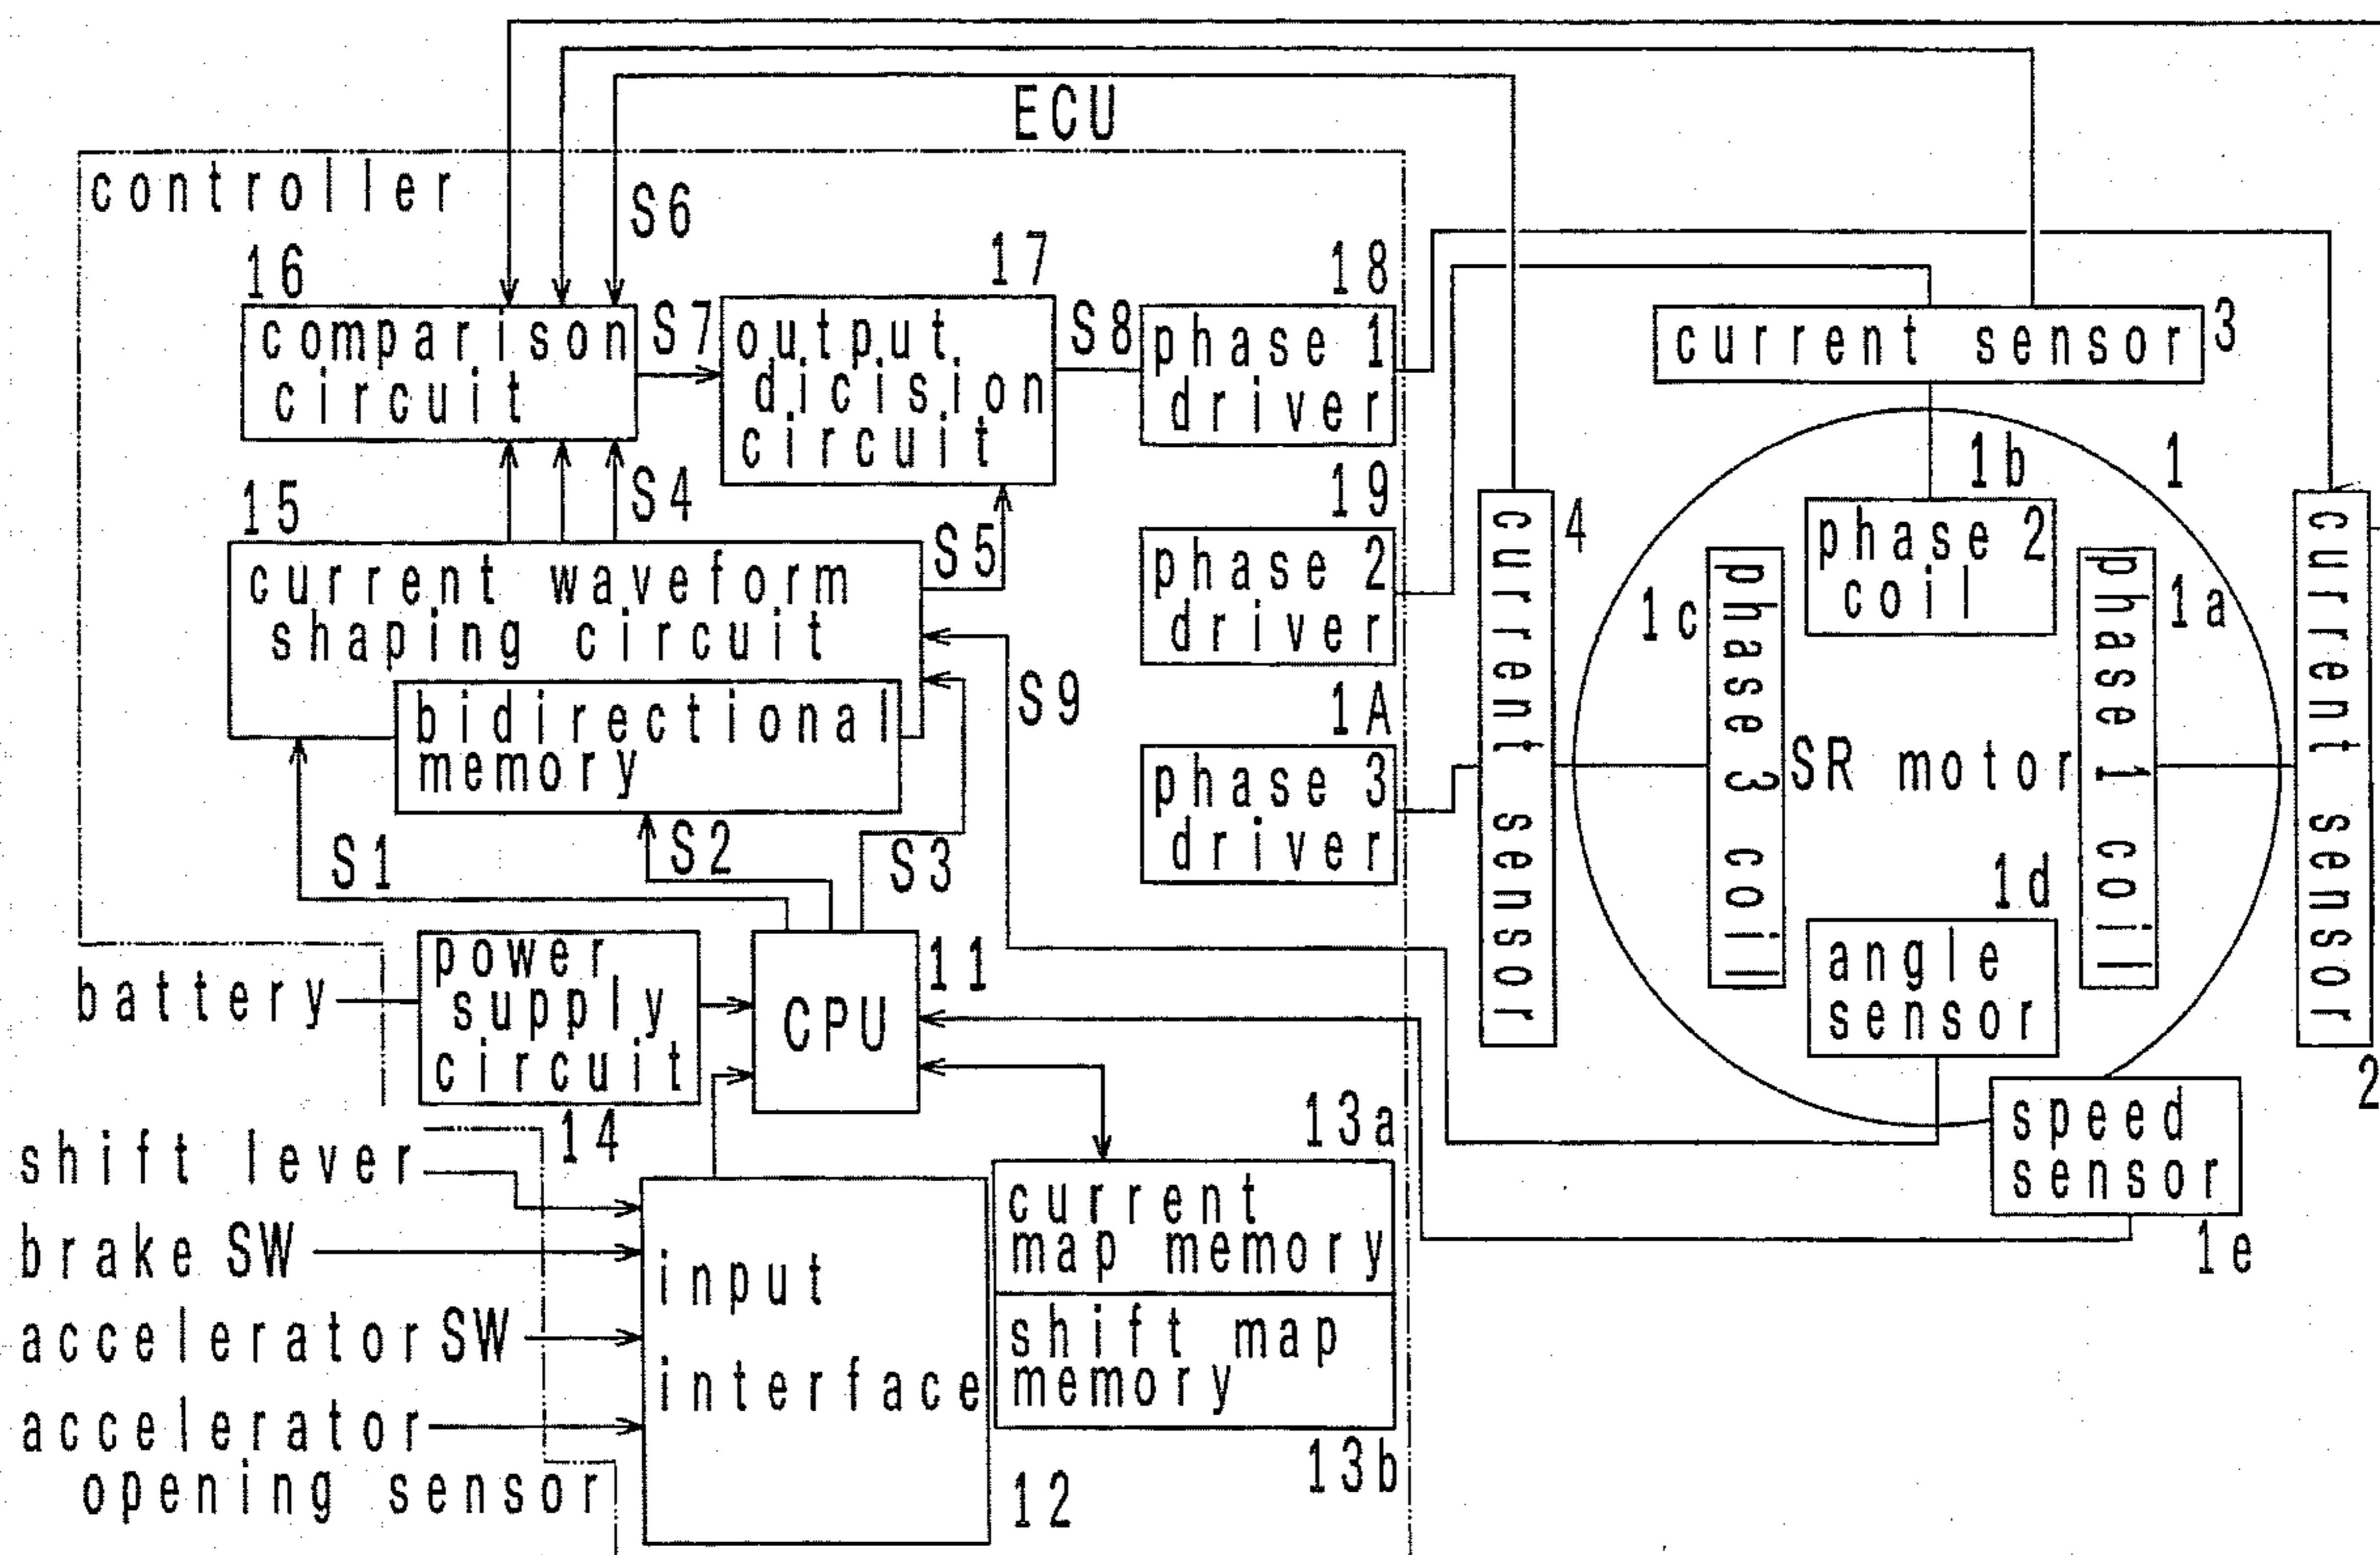 ECU
controller
S6
16
17
18
comparison
circuit
S7
output
dicision
circuit
S8
phase 1
driver
current sensor
3
15
S4
S5
19
phase 2
driver
4
current sensor
1b
1
phase 2
coil
1c
phase 3 coil
SR motor
phase 1 coil
1a
current sensor
2
current waveform
shaping circuit
bidirectional
memory
S9
1A
phase 3
driver
S1
S2
S3
1d
angle
sensor
battery
power
supply
circuit
14
CPU
11
speed
sensor
1e
13a
current
map memory
shift map
memory
13b
shift lever
brake SW
accelerator SW
accelerator
opening sensor
input
interface
12